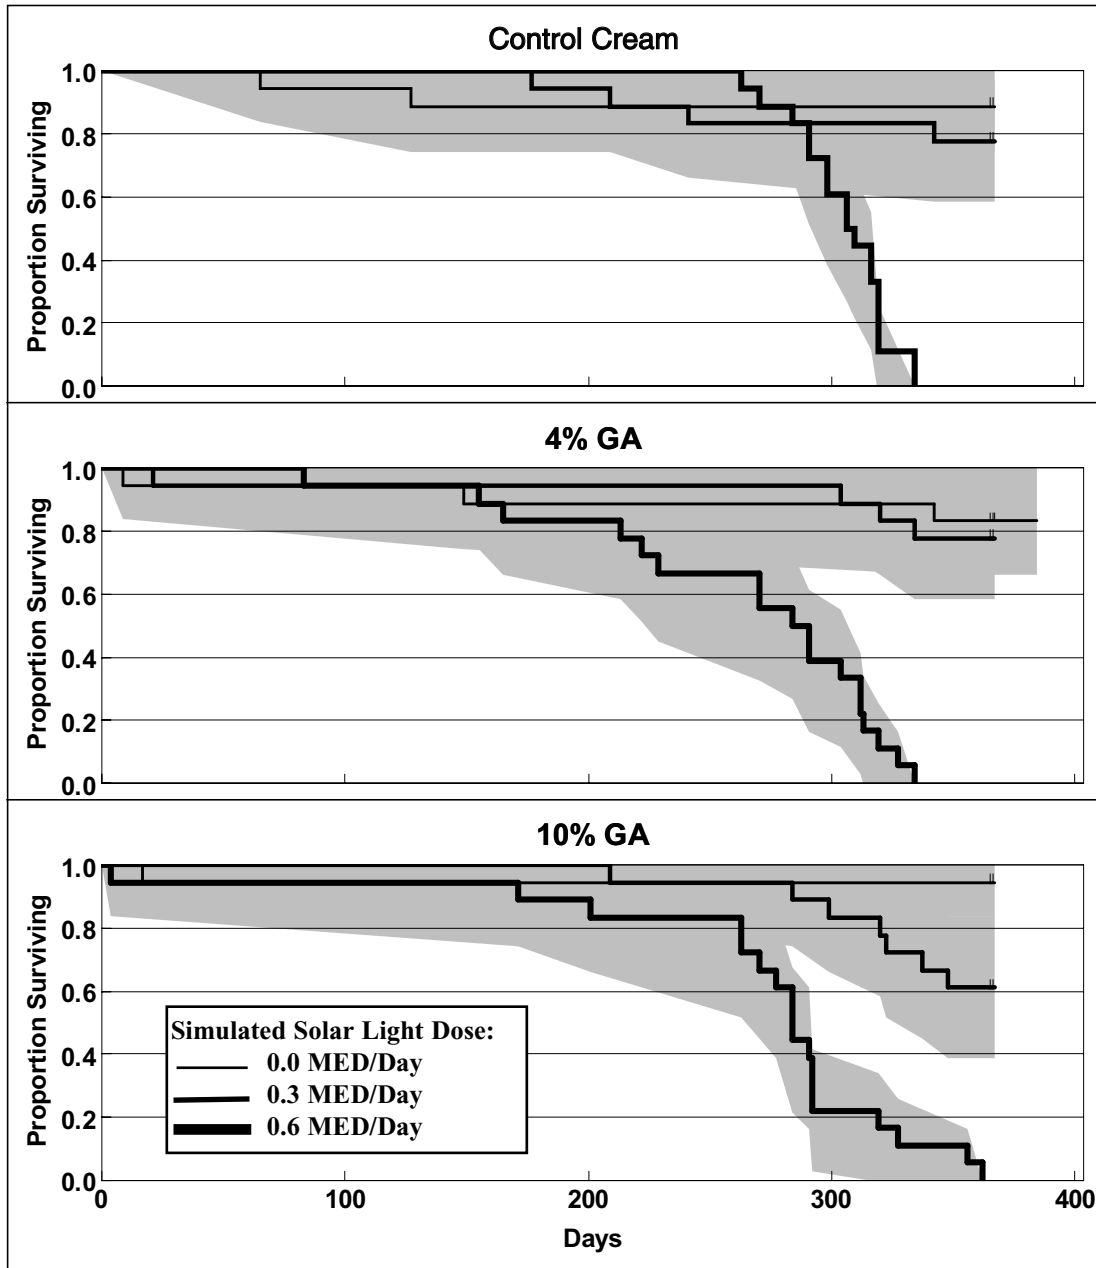 Control Cream
Proportion Surviving
1.0
0.8
0.6
0.4
0.2
0.0
4% GA
Proportion Surviving
1.0
0.8
0.6
0.4
0.2
0.0
10% GA
Proportion Surviving
1.0
0.8
0.6
0.4
0.2
0.0
Simulated Solar Light Dose:
0.0 MED/Day
0.3 MED/Day
0.6 MED/Day
0 100 200 300 400
Days